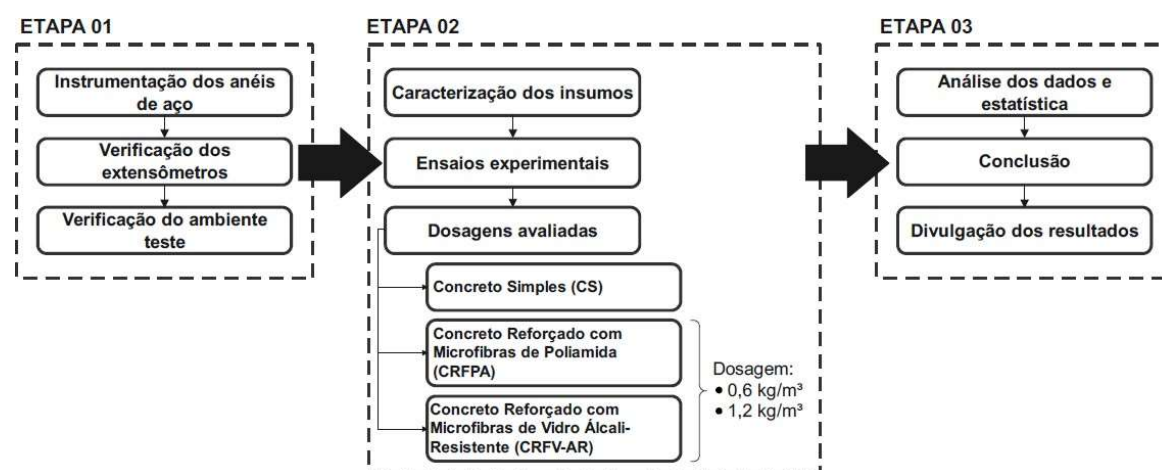 ETAPA 01
Instrumentação dos anéis
de aço
Verificação dos
extensômetros
Verificação do ambiente
teste
ETAPA 02
Caracterização dos insumos
Ensaios experimentais
Dosagens avaliadas
Concreto Simples (CS)
Concreto Reforçado com
Microfibras de Poliamida
(CRFPA)
Concreto Reforçado com
Microfibras de Vidro Álcali-
Resistente (CRFV-AR)
Dosagem:
• 0,6 kg/m³
• 1,2 kg/m³
ETAPA 03
Análise dos dados e
estatística
Conclusão
Divulgação dos resultados